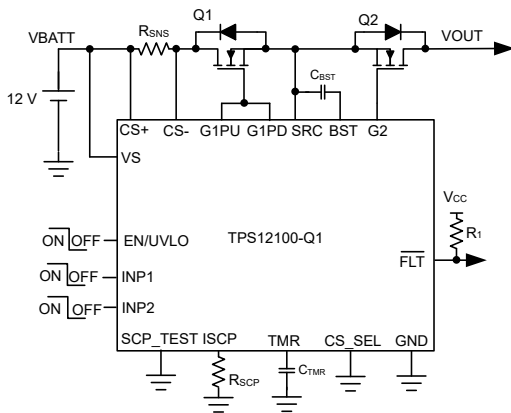 Q1 Q2
VBATT RSNS VOUT
12 V
CBST
CS+ CS- G1PU G1PD SRC BST G2
VS
VCC
R1
ON OFF EN/UVLO TPS12100-Q1
FLT
ON OFF INP1
ON OFF INP2
SCP_TEST ISCP TMR CS_SEL GND
RSCP CTMR